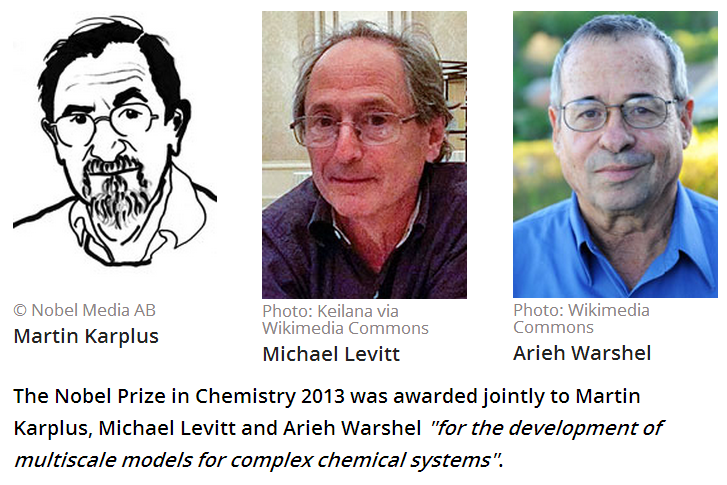 © Nobel Media AB
Martin Karplus
Photo: Keilana via
Wikimedia Commons
Michael Levitt
Photo: Wikimedia
Commons
Arieh Warshel
The Nobel Prize in Chemistry 2013 was awarded jointly to Martin
Karplus, Michael Levitt and Arieh Warshel "for the development of
multiscale models for complex chemical systems".